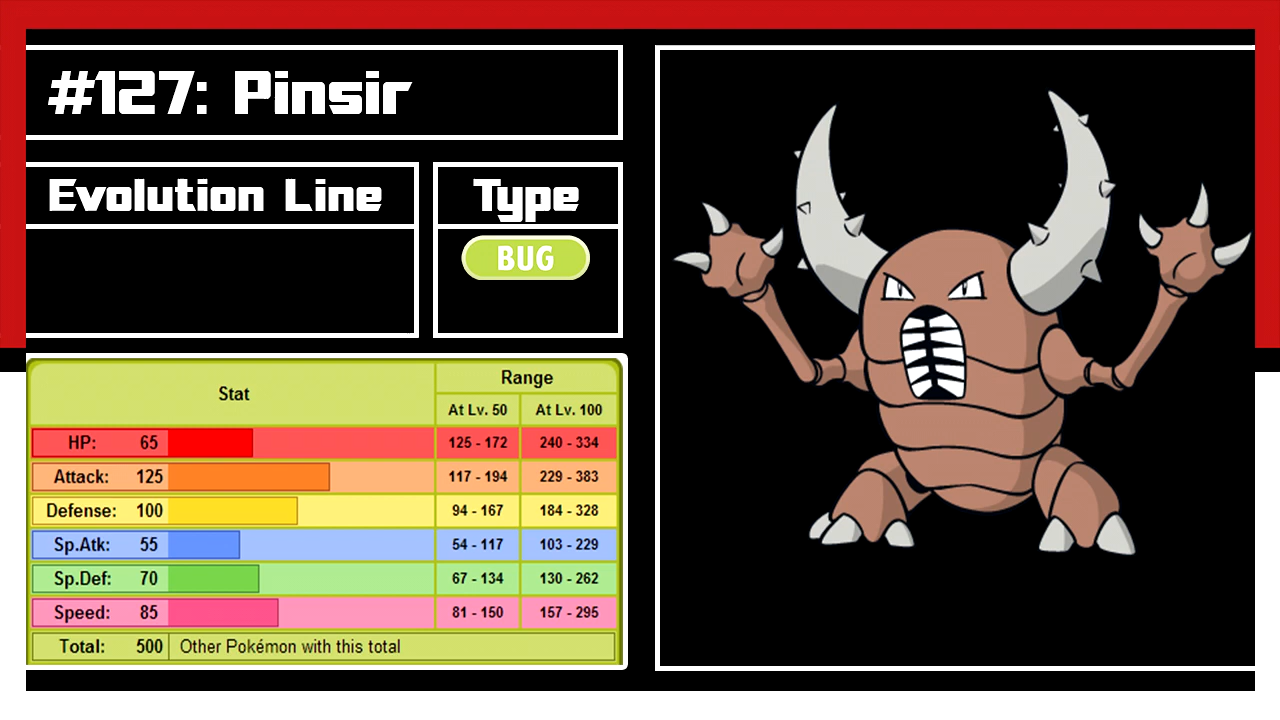 #127: Pinsir
Evolution Line
Type
BUG
Stat
Range
At Lv. 50
At Lv. 100
HP: 65 125 - 172 240 - 334
Attack: 125 117 - 194 229 - 383
Defense: 100 94 - 167 184 - 328
Sp.Atk: 55 54 - 117 103 - 229
Sp.Def: 70 67 - 134 130 - 262
Speed: 85 81 - 150 157 - 295
Total: 500 Other Pokémon with this total